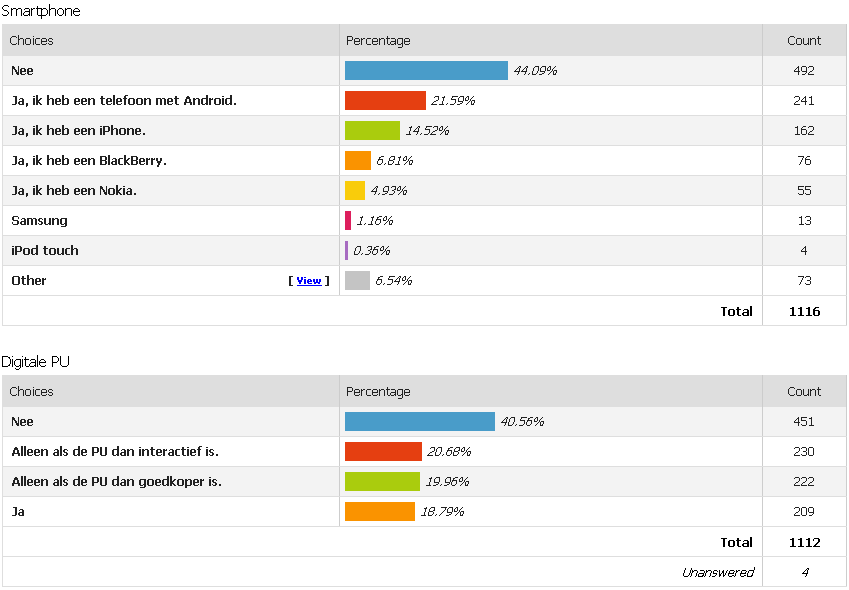 Smartphone
Choices Percentage Count
Nee 44.09% 492
Ja, ik heb een telefoon met Android. 21.59% 241
Ja, ik heb een iPhone. 14.52% 162
Ja, ik heb een BlackBerry. 6.81% 76
Ja, ik heb een Nokia. 4.93% 55
Samsung 1.16% 13
iPod touch 0.36% 4
Other [ View ] 6.54% 73
Total 1116
Digitale PU
Choices Percentage Count
Nee 40.56% 451
Alleen als de PU dan interactief is. 20.68% 230
Alleen als de PU dan goedkoper is. 19.96% 222
Ja 18.79% 209
Total 1112
Unanswered 4